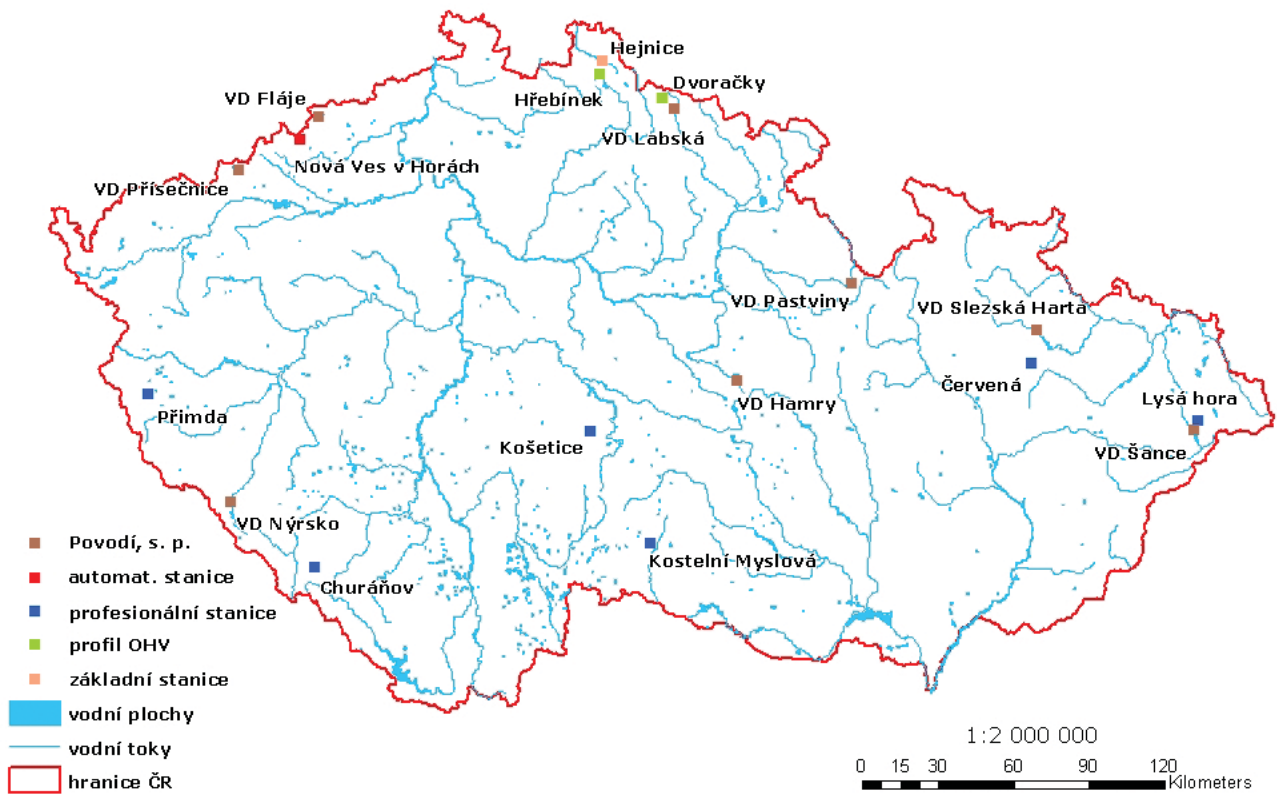 Hejnice
Dvoračky
VD Fláje
Hřebínek
VD Labská
Nová Ves v Horách
VD Přísečnice
VD Pastviny
VD Slezská Harta
Červená
Přimda
VD Hamry
Lysá hora
Košetice
VD Šance
VD Nýrsko
Kostelní Myslová
Churáňov
Povodí, s. p.
automat. stanice
profesionální stanice
profil OHV
základní stanice
vodní plochy
vodní toky
hranice ČR
1:2 000 000
0 15 30 60 90 120
Kilometers